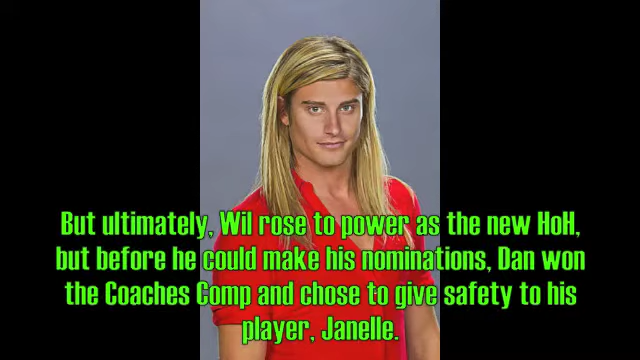 But ultimately, Wil rose to power as the new HoH,
but before he could make his nominations, Dan won
the Coaches Comp and chose to give safety to his
player, Janelle.